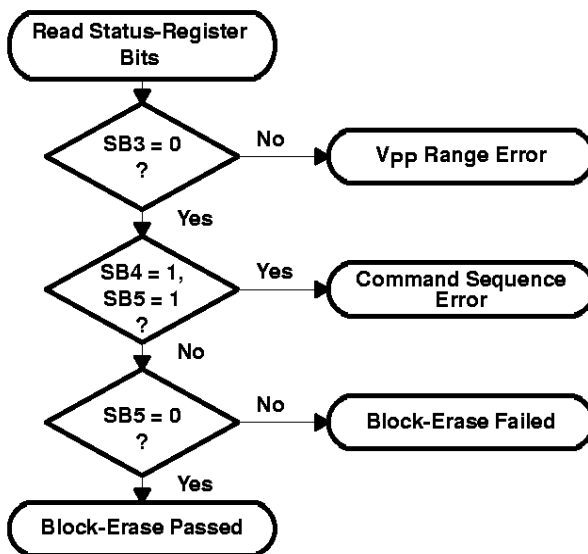 Read Status-Register
Bits
SB3 = 0
?
No
VPP Range Error
Yes
SB4 = 1,
SB5 = 1
?
Yes
Command Sequence
Error
No
SB5 = 0
?
No
Block-Erase Failed
Yes
Block-Erase Passed